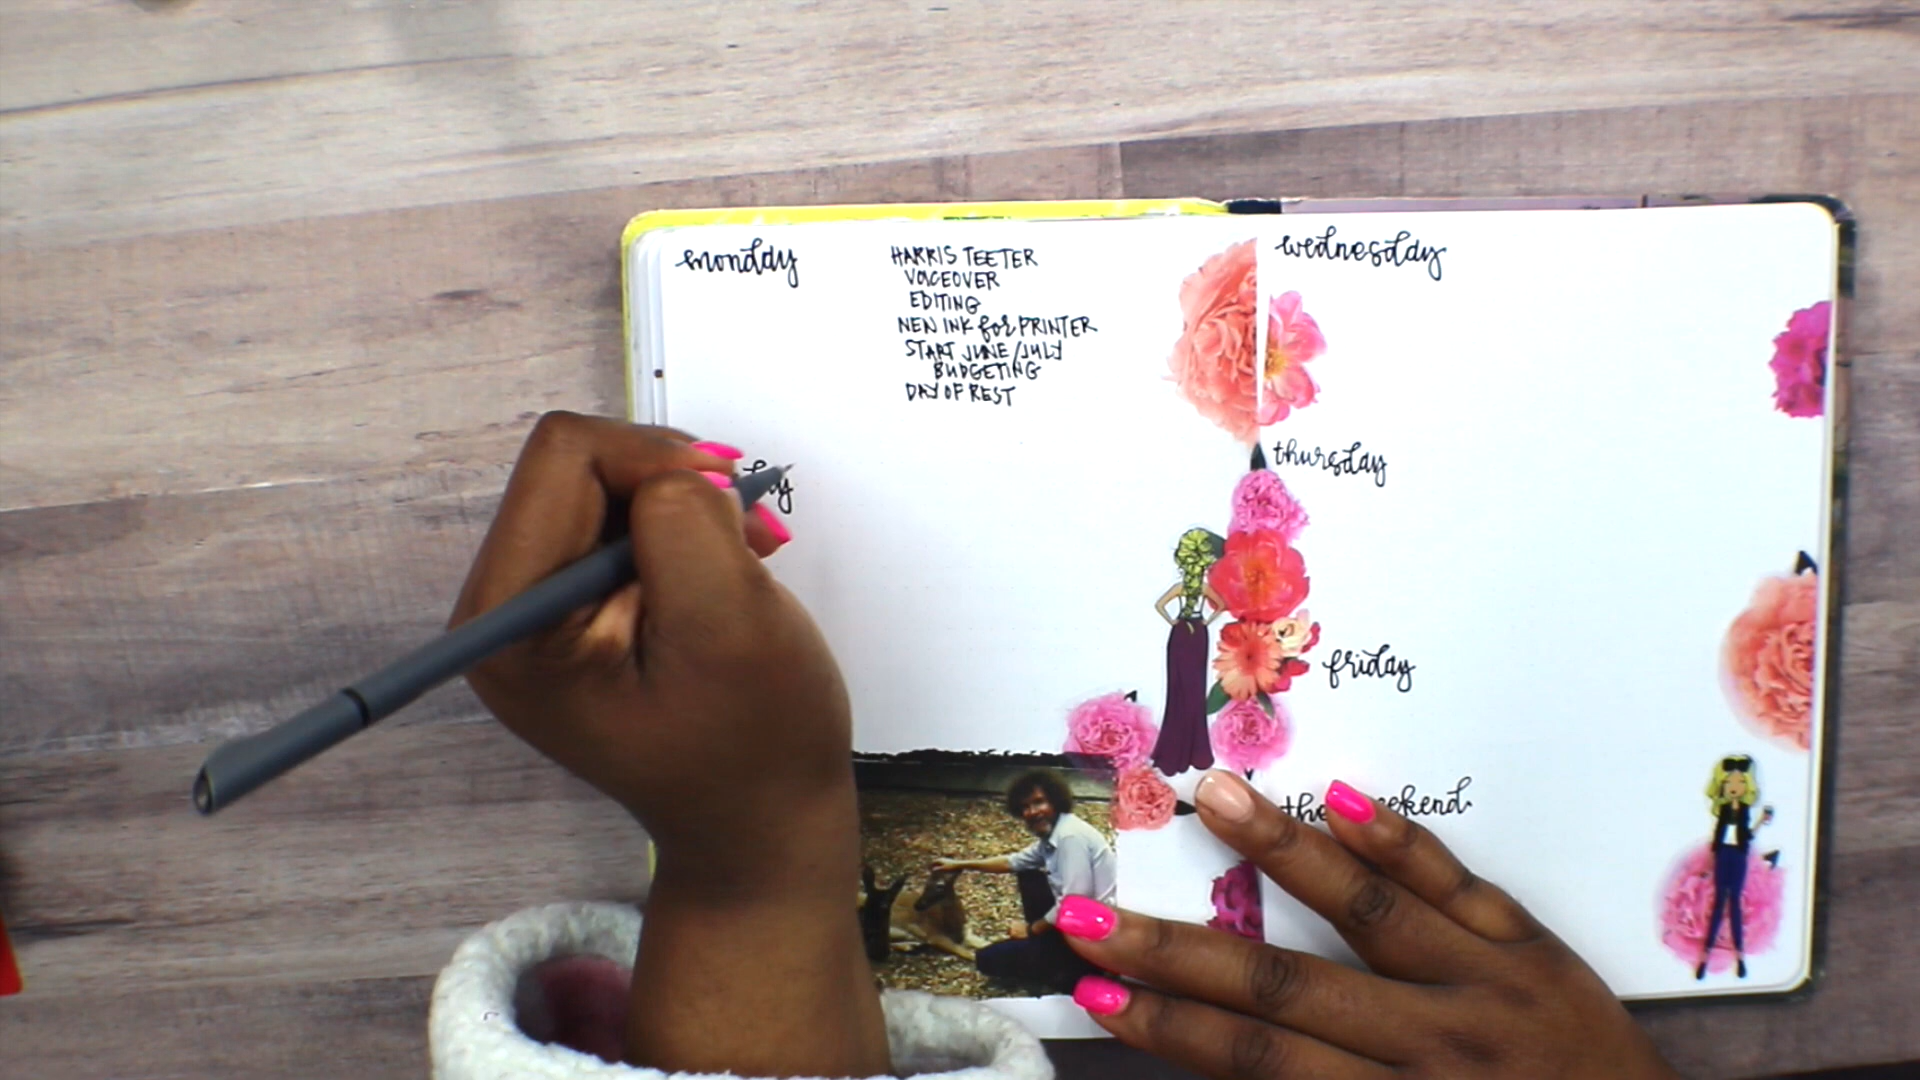 monday
HARRIS TEETER
VOICEOVER
EDITING
NEW INK for PRINTER
START JUNE/JULY
BUDGETING
DAY OF REST
wednesday
thursday
friday
the